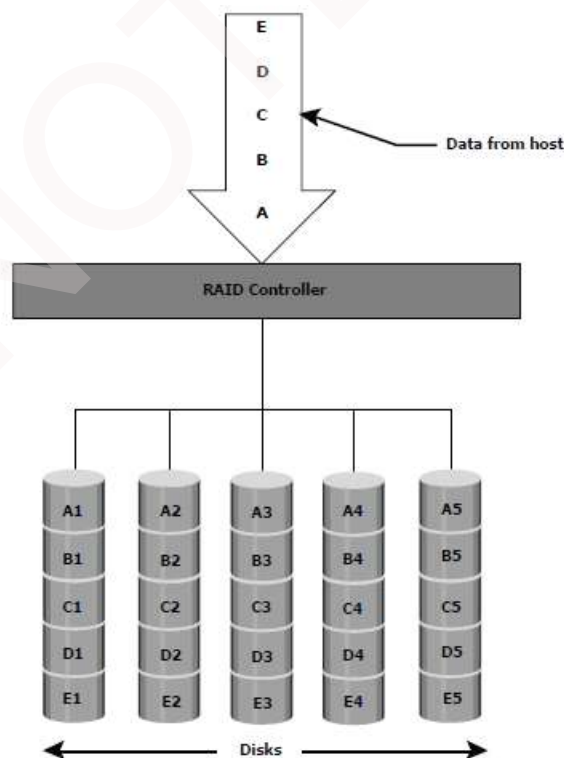 E
D
C
Data from host
B
A
RAID Controller
A1 A2 A3 A4 A5
B1 B2 B3 B4 B5
C1 C2 C3 C4 C5
D1 D2 D3 D4 D5
E1 E2 E3 E4 E5
Disks